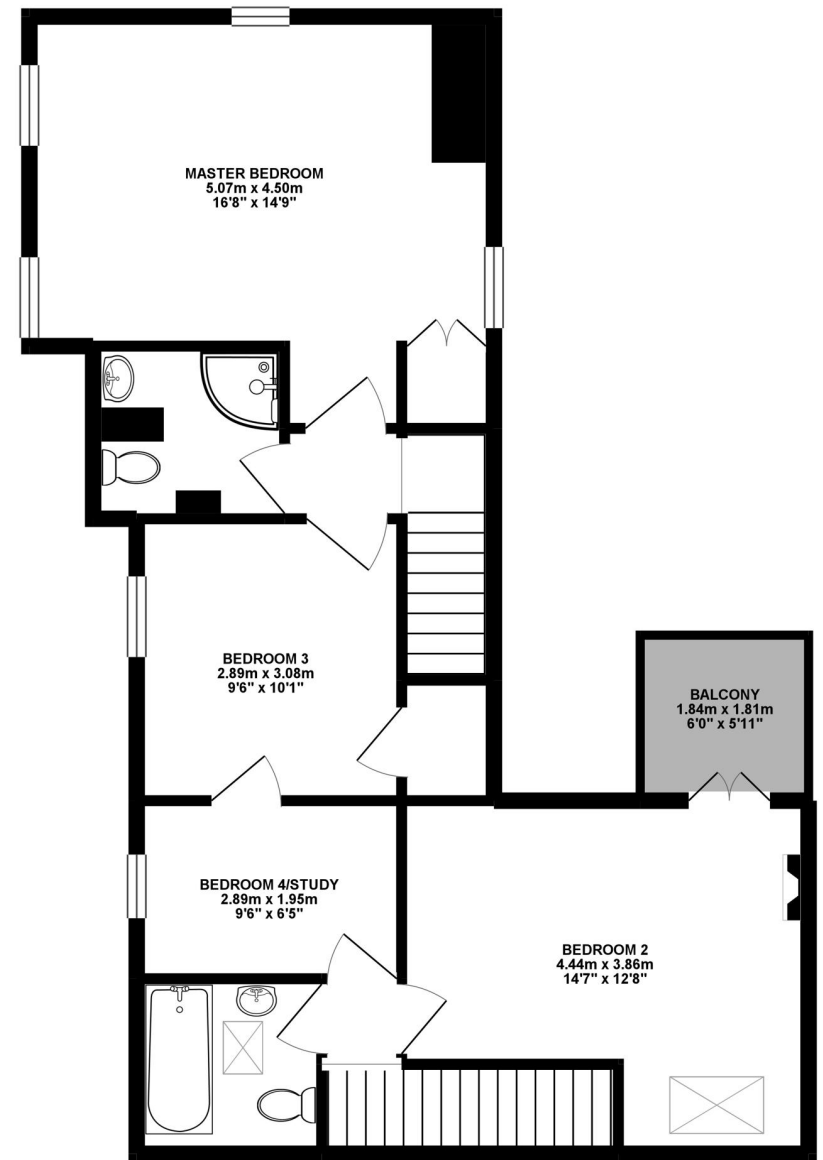 MASTER BEDROOM
5.07m x 4.50m
16'8" x 14'9"
BEDROOM 3
2.89m x 3.08m
9'6" x 10'1"
BALCONY
1.84m x 1.81m
6'0" x 5'11"
BEDROOM 4/STUDY
2.89m x 1.95m
9'6" x 6'5"
BEDROOM 2
4.44m x 3.86m
14'7" x 12'8"